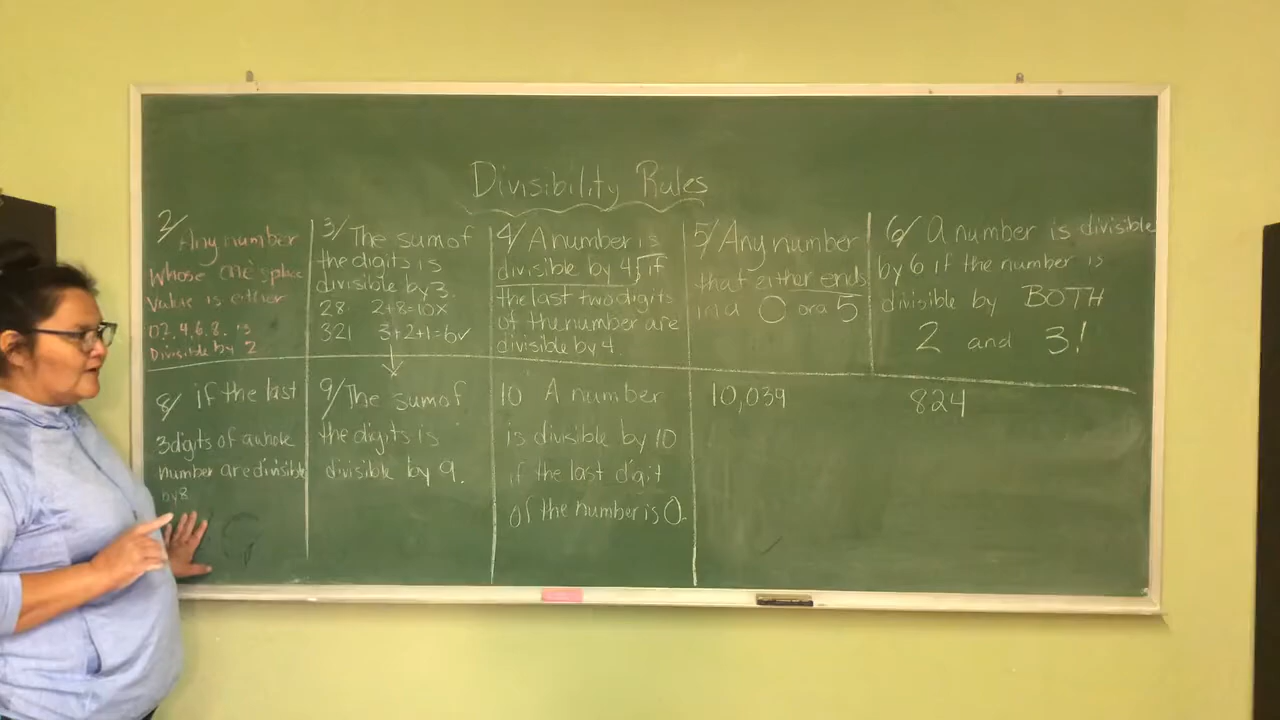 Divisibility Rules
2/ Any number
Whose one's place
Value is either
0,2,4,6,8. is
Divisible by 2
3/ The sum of
the digits is
divisible by 3.
28 2+8=10x
321 3+2+1=6✓
4/ A number is
divisible by 4, if
the last two digits
of the number are
divisible by 4.
5/ Any number
that either ends
in a 0 or a 5
6/ A number is divisible
by 6 if the number is
divisible by BOTH
2 and 3!
8/ if the last
3 digits of a whole
number are divisible
by 8
9/ The sum of
the digits is
divisible by 9.
10 A number
is divisible by 10
if the last digit
of the number is 0.
10,039
824